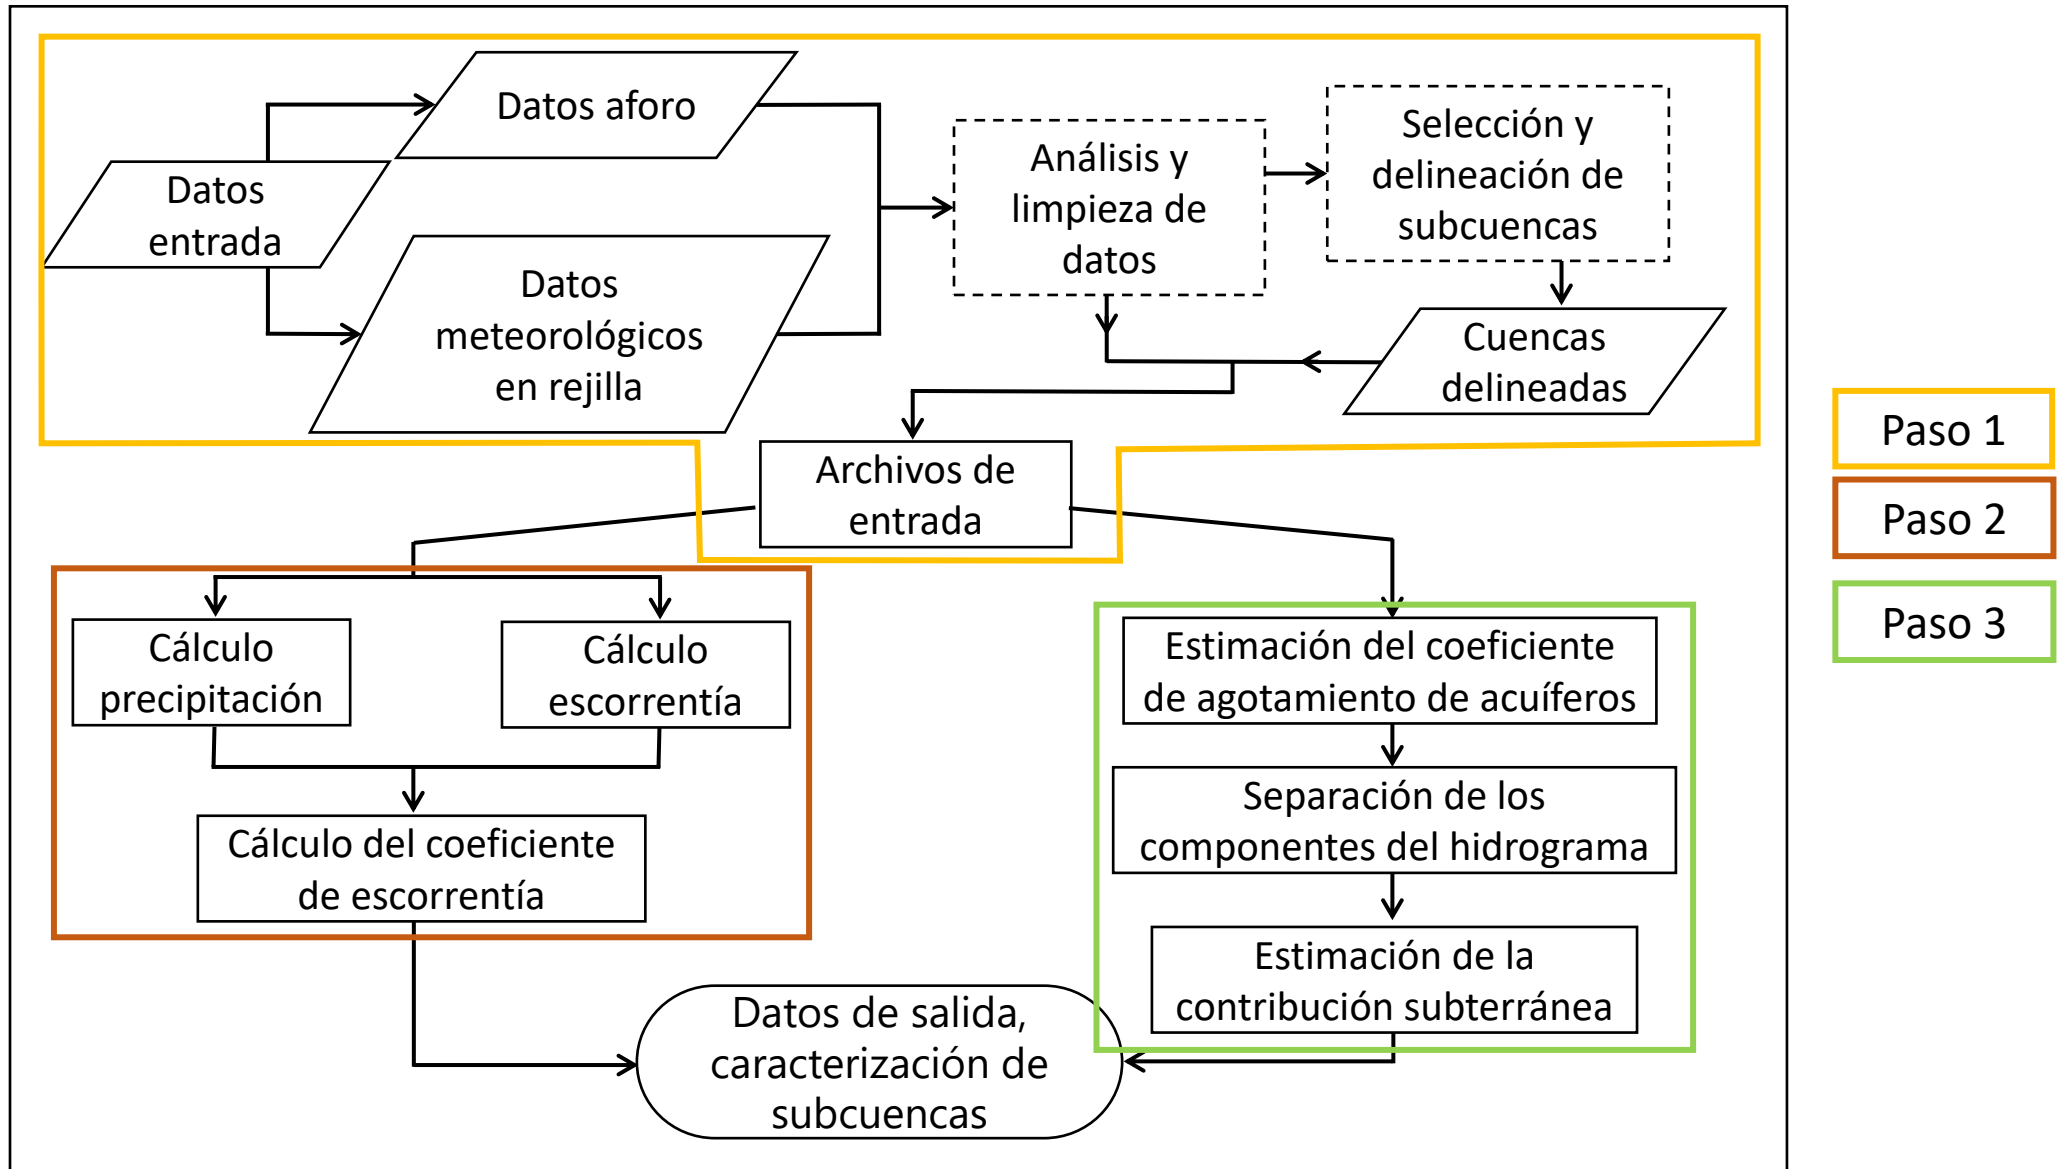 Datos aforo
Datos
entrada
Datos
meteorológicos
en rejilla
Análisis y
limpieza de
datos
Selección y
delineación de
subcuencas
Cuencas
delineadas
Archivos de
entrada
Paso 1
Paso 2
Paso 3
Cálculo
precipitación
Cálculo
escorrentía
Cálculo del coeficiente
de escorrentía
Estimación del coeficiente
de agotamiento de acuíferos
Separación de los
componentes del hidrograma
Estimación de la
contribución subterránea
Datos de salida,
caracterización de
subcuencas